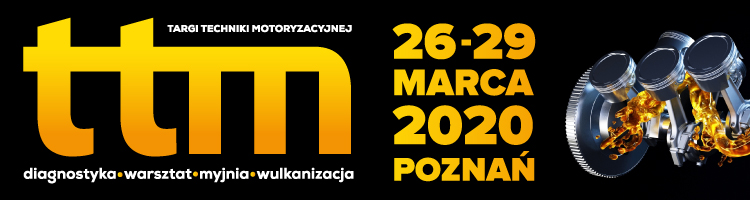 TARGI TECHNIKI MOTORYZACYJNEJ
ttm
diagnostyka•warsztat•myjnia•wulkanizacja
26-29
MARCA
2020
POZNAŃ